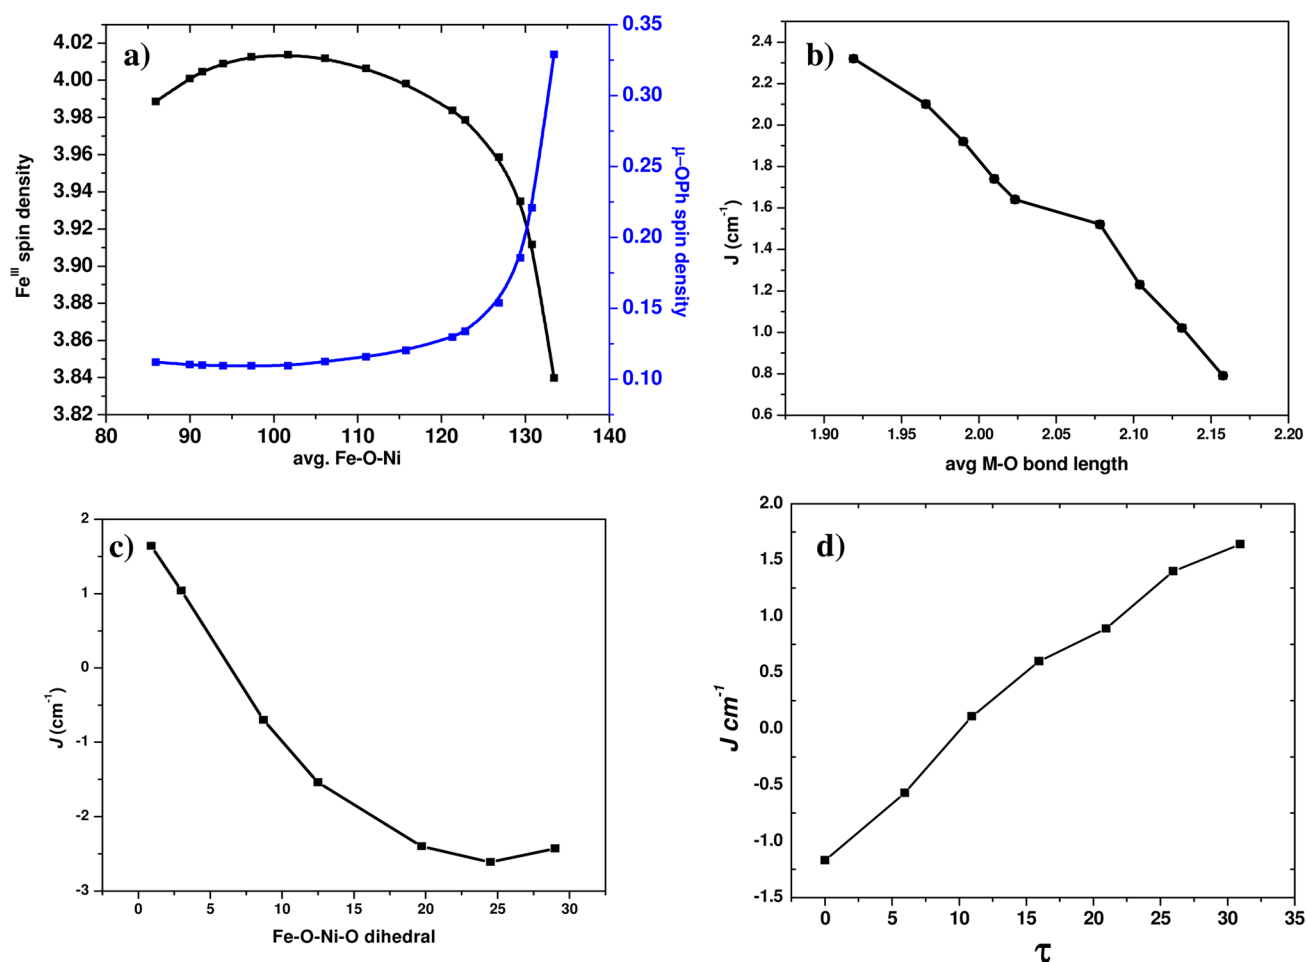 a)
4.02
4.00
3.98
3.96
3.94
3.92
3.90
3.88
3.86
3.84
3.82
Fe^III spin density
0.35
0.30
0.25
0.20
0.15
0.10
μ–OPh spin density
80 90 100 110 120 130 140
avg. Fe-O-Ni
b)
2.4
2.2
2.0
1.8
1.6
1.4
1.2
1.0
0.8
0.6
J (cm^-1)
1.90 1.95 2.00 2.05 2.10 2.15 2.20
avg M-O bond length
c)
2
1
0
-1
-2
-3
J (cm^-1)
0 5 10 15 20 25 30
Fe-O-Ni-O dihedral
d)
2.0
1.5
1.0
0.5
0.0
-0.5
-1.0
-1.5
J cm^-1
0 5 10 15 20 25 30 35
τ